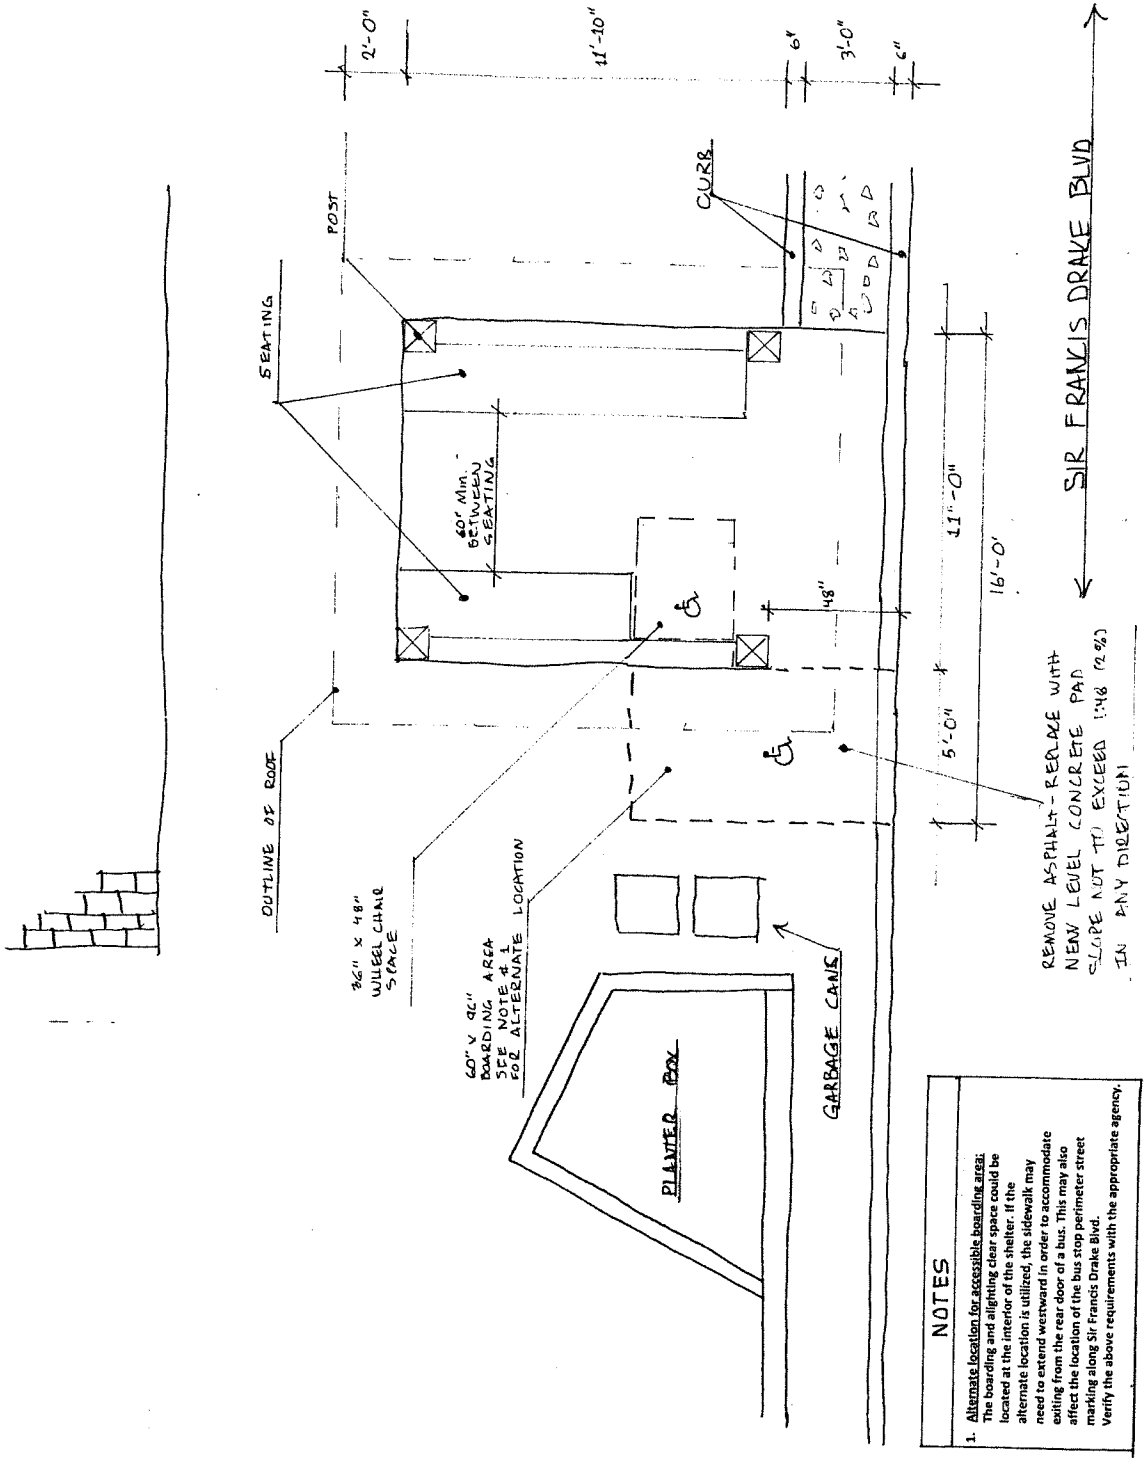 2'-0"
11'-10"
6"
3'-0"
6"
POST
SEATING
CURB
60" Min.
BETWEEN
SEATING
48"
11'-0"
16'-0"
5'-0"
SIR FRANCIS DRAKE BLVD
OUTLINE OF ROOF
36" X 48"
WHEEL CHAIR
SPACE
60" X 96"
BOARDING AREA
SEE NOTE # 1
FOR ALTERNATE LOCATION
REMOVE ASPHALT - REPLACE WITH
NEW LEVEL CONCRETE PAD
SLOPE NOT TO EXCEED 1:48 (2%)
IN ANY DIRECTION
GARBAGE CANS
PLANTER BOX
NOTES
1. Alternate location for accessible boarding area:
The boarding and alighting clear space could be
located at the interior of the shelter. If the
alternate location is utilized, the sidewalk may
need to extend westward in order to accommodate
exiting from the rear door of a bus. This may also
affect the location of the bus stop perimeter street
marking along Sir Francis Drake Blvd.
Verify the above requirements with the appropriate agency.